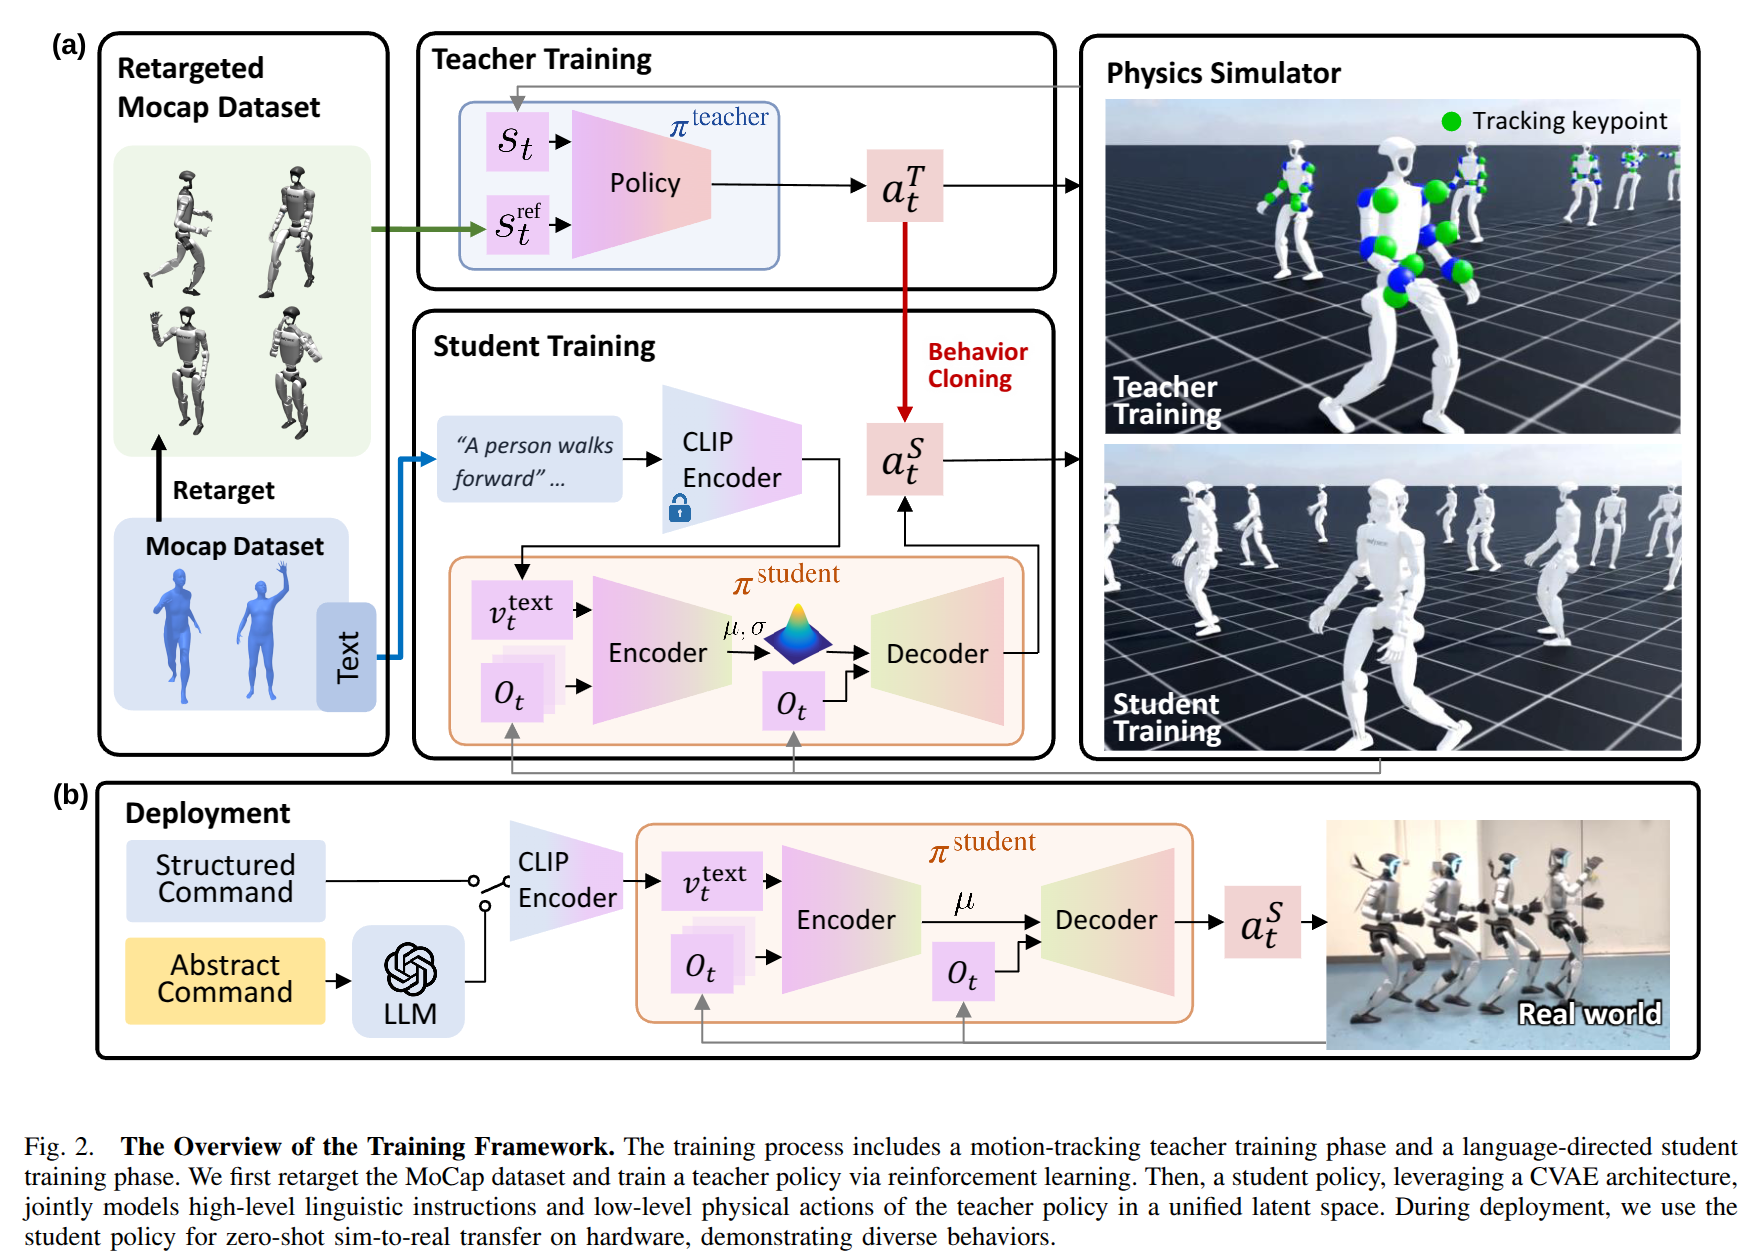 (a)
Retargeted
Mocap Dataset
Retarget
Mocap Dataset
Text
Teacher Training
π^teacher
s_t
s_t^ref
Policy
a_t^T
Student Training
Behavior
Cloning
“A person walks
forward” ...
CLIP
Encoder
a_t^S
π^student
v_t^text
O_t
Encoder
μ, σ
O_t
Decoder
Physics Simulator
Tracking keypoint
Teacher
Training
Student
Training
(b)
Deployment
Structured
Command
Abstract
Command
LLM
CLIP
Encoder
π^student
v_t^text
O_t
Encoder
μ
O_t
Decoder
a_t^S
Real world
Fig. 2. The Overview of the Training Framework. The training process includes a motion-tracking teacher training phase and a language-directed student
training phase. We first retarget the MoCap dataset and train a teacher policy via reinforcement learning. Then, a student policy, leveraging a CVAE architecture,
jointly models high-level linguistic instructions and low-level physical actions of the teacher policy in a unified latent space. During deployment, we use the
student policy for zero-shot sim-to-real transfer on hardware, demonstrating diverse behaviors.